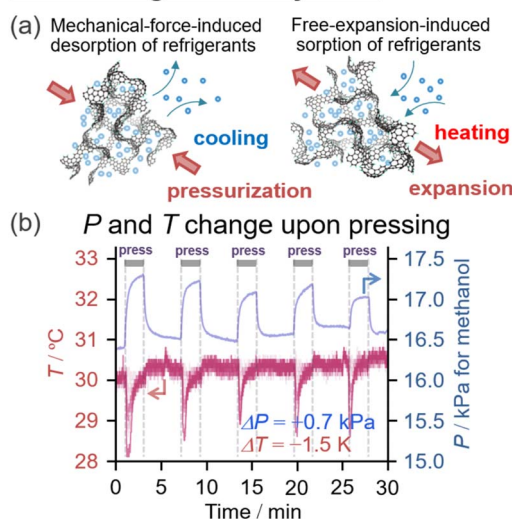 (a)
Mechanical-force-induced
desorption of refrigerants
Free-expansion-induced
sorption of refrigerants
cooling
heating
pressurization
expansion
(b)
P and T change upon pressing
press press press press press
33
32
31
30
29
28
T / °C
17.5
17.0
16.5
16.0
15.5
15.0
P / kPa for methanol
ΔP = +0.7 kPa
ΔT = −1.5 K
0 5 10 15 20 25 30
Time / min